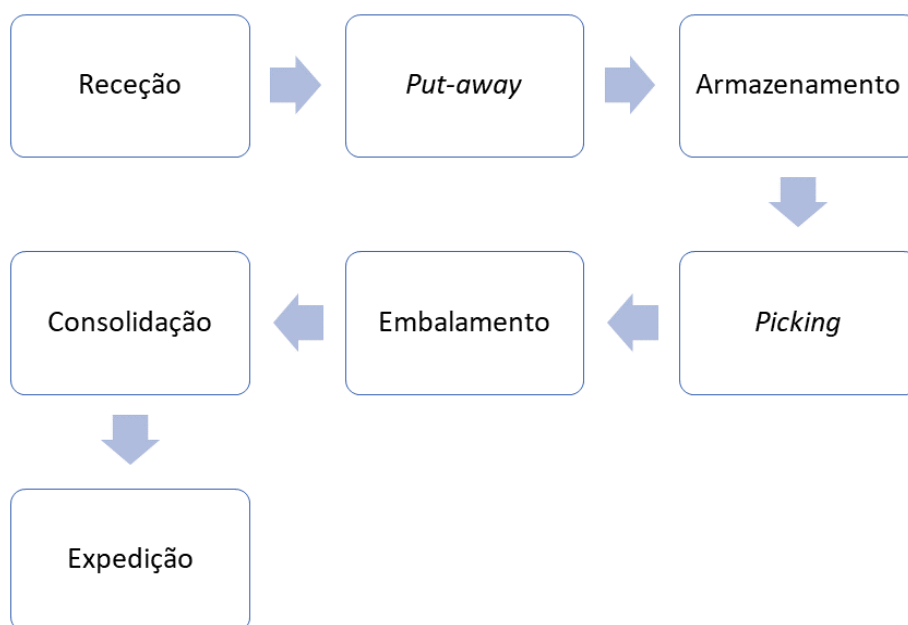 Receção
Put-away
Armazenamento
Picking
Embalamento
Consolidação
Expedição